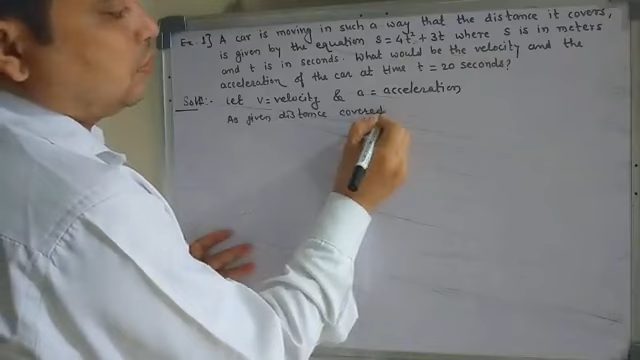 Ex. 1] A car is moving in such a way that the distance it covers,
is given by the equation S = 4t² + 3t where s is in meters
and t is in seconds. What would be the velocity and the
acceleration of the car at time t = 20 seconds?
Soln:- Let v = velocity & a = acceleration
As given distance covered